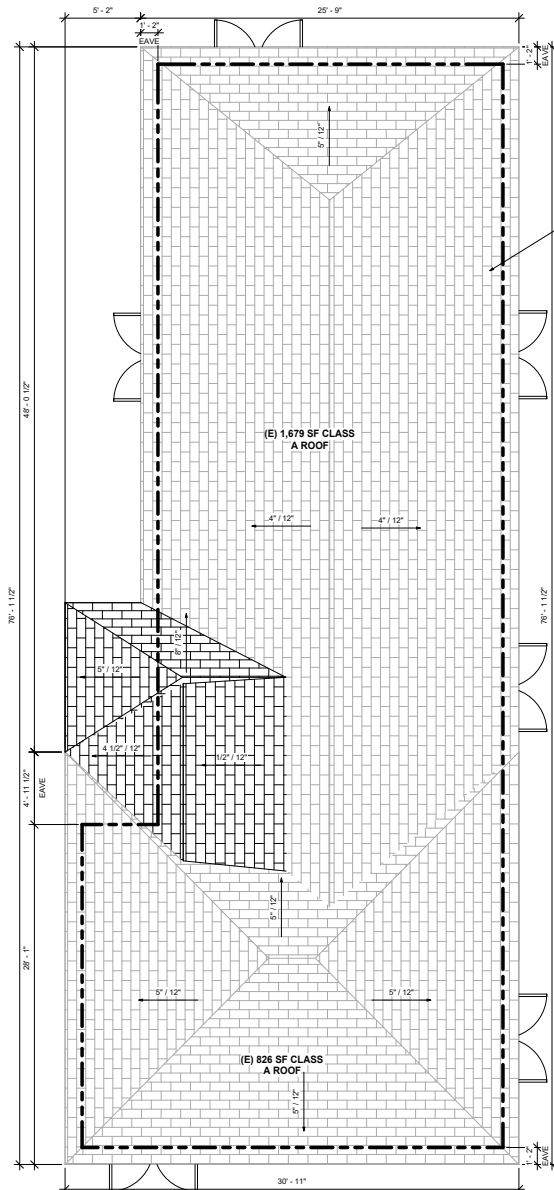 5' - 2"
25' - 9"
1' - 2"
EAVE
1' - 2"
EAVE
5" / 12"
48' - 0 1/2"
(E) 1,679 SF CLASS
A ROOF
4" / 12"
4" / 12"
76' - 1 1/2"
76' - 1 1/2"
8" / 12"
5" / 12"
4 1/2" / 12"
1/2" / 12"
4' - 11 1/2"
EAVE
5" / 12"
28' - 1"
5" / 12"
5" / 12"
(E) 826 SF CLASS
A ROOF
5" / 12"
1' - 2"
EAVE
30' - 11"